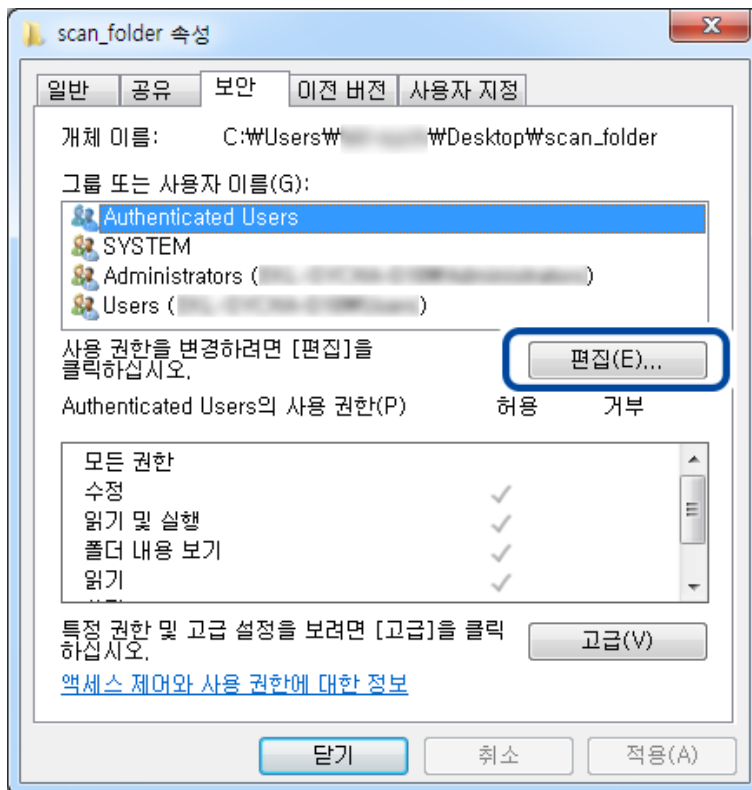 scan_folder 속성
일반 공유 보안 이전 버전 사용자 지정
개체 이름: C:₩Users₩ ₩Desktop₩scan_folder
그룹 또는 사용자 이름(G):
Authenticated Users
SYSTEM
Administrators ( )
Users ( )
사용 권한을 변경하려면 [편집]을
클릭하십시오.
편집(E)...
Authenticated Users의 사용 권한(P) 허용 거부
모든 권한
수정
읽기 및 실행
폴더 내용 보기
읽기
특정 권한 및 고급 설정을 보려면 [고급]을 클릭
하십시오.
고급(V)
액세스 제어와 사용 권한에 대한 정보
닫기 취소 적용(A)